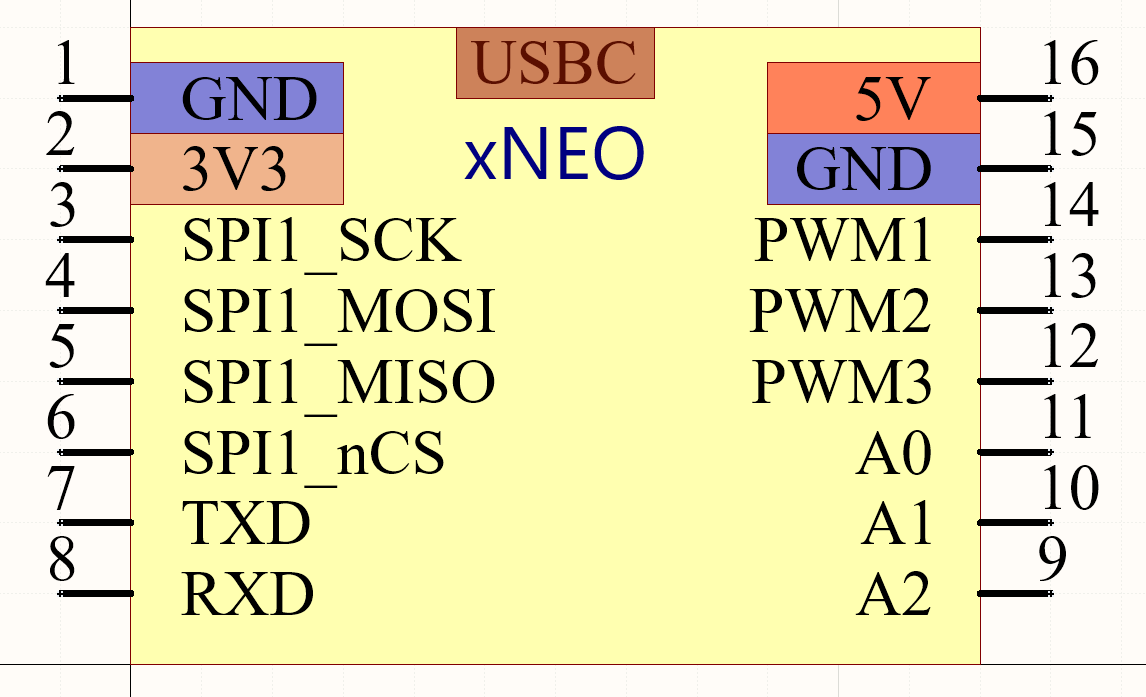 USBC
xNEO
1 GND
2 3V3
3 SPI1_SCK
4 SPI1_MOSI
5 SPI1_MISO
6 SPI1_nCS
7 TXD
8 RXD
5V 16
GND 15
PWM1 14
PWM2 13
PWM3 12
A0 11
A1 10
A2 9